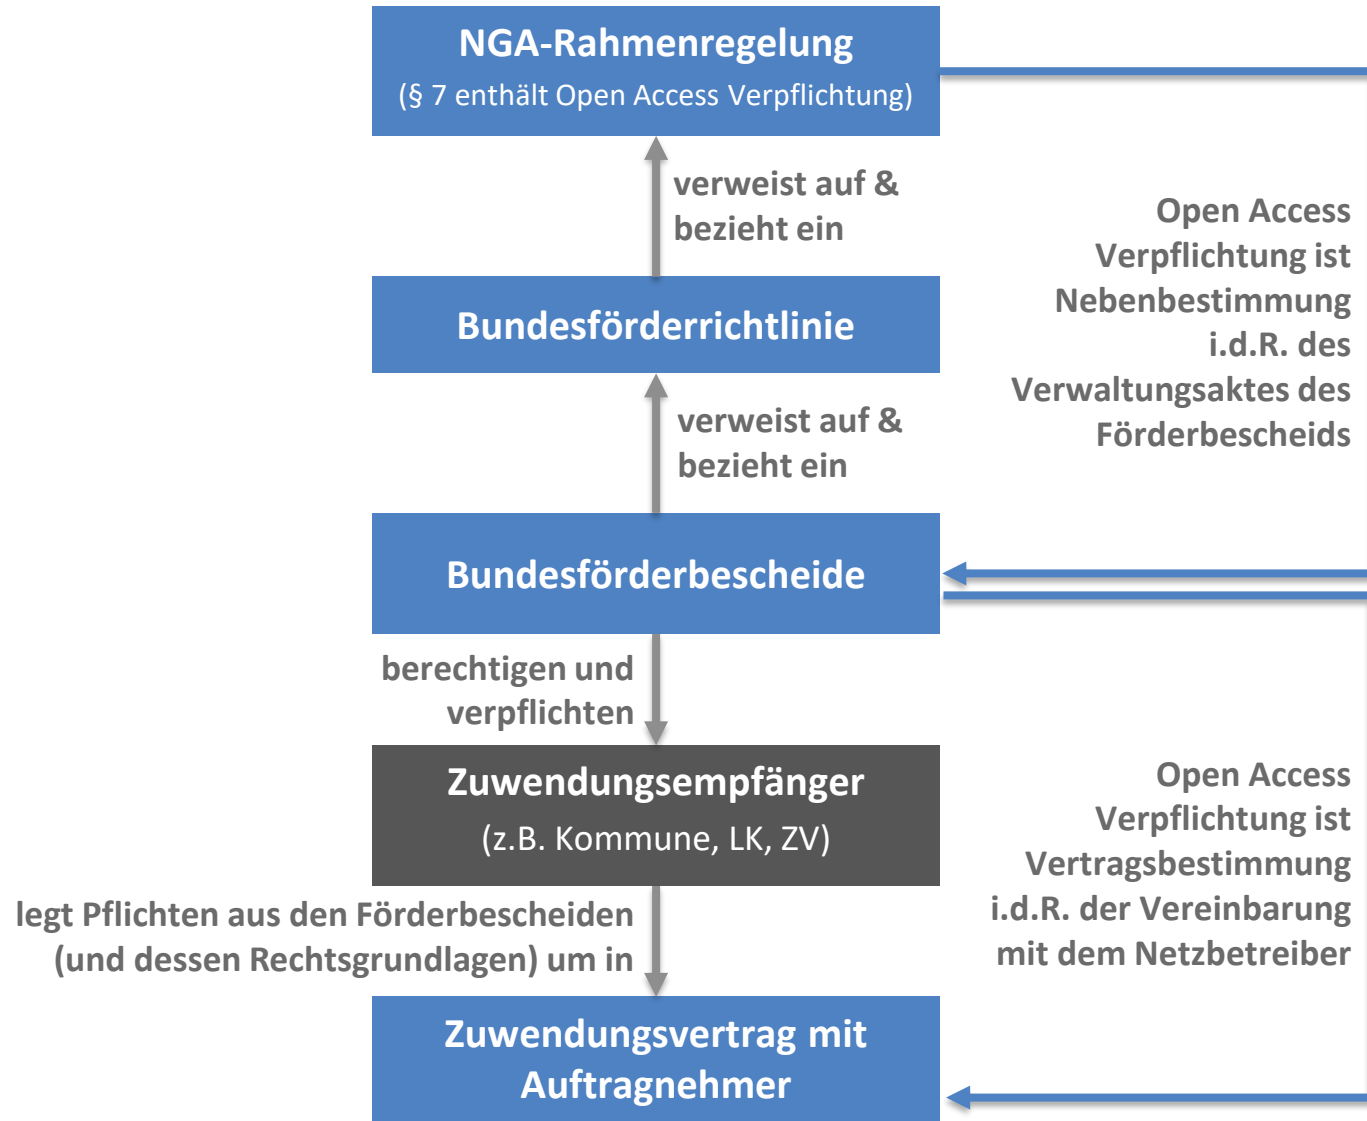 NGA-Rahmenregelung
(§ 7 enthält Open Access Verpflichtung)
verweist auf &
bezieht ein
Open Access
Verpflichtung ist
Nebenbestimmung
i.d.R. des
Verwaltungsaktes des
Förderbescheids
Bundesförderrichtlinie
verweist auf &
bezieht ein
Bundesförderbescheide
berechtigen und
verpflichten
Zuwendungsempfänger
(z.B. Kommune, LK, ZV)
Open Access
Verpflichtung ist
Vertragsbestimmung
i.d.R. der Vereinbarung
mit dem Netzbetreiber
legt Pflichten aus den Förderbescheiden
(und dessen Rechtsgrundlagen) um in
Zuwendungsvertrag mit
Auftragnehmer